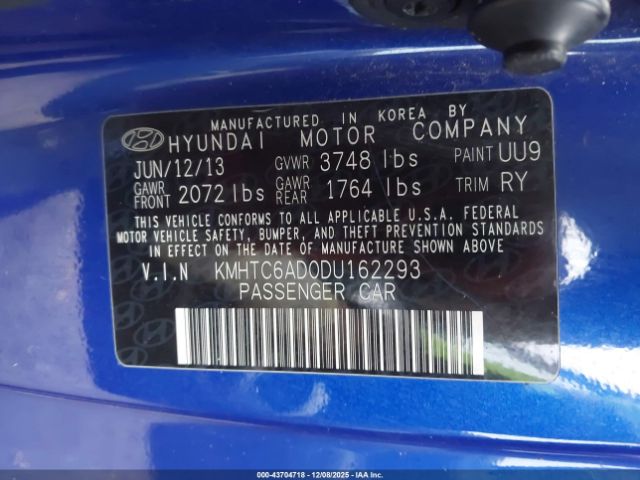 MANUFACTURED IN KOREA BY
HYUNDAI MOTOR COMPANY
JUN/12/13 GVWR 3748 lbs PAINT UU9
GAWR FRONT 2072 lbs GAWR REAR 1764 lbs TRIM RY
THIS VEHICLE CONFORMS TO ALL APPLICABLE U.S.A. FEDERAL
MOTOR VEHICLE SAFETY, BUMPER, AND THEFT PREVENTION STANDARDS
IN EFFECT ON THE DATE OF MANUFACTURE SHOWN ABOVE.
V.I.N KMHTC6AD0DU162293
PASSENGER CAR
000-43704718 - 12/08/2025 - COPART